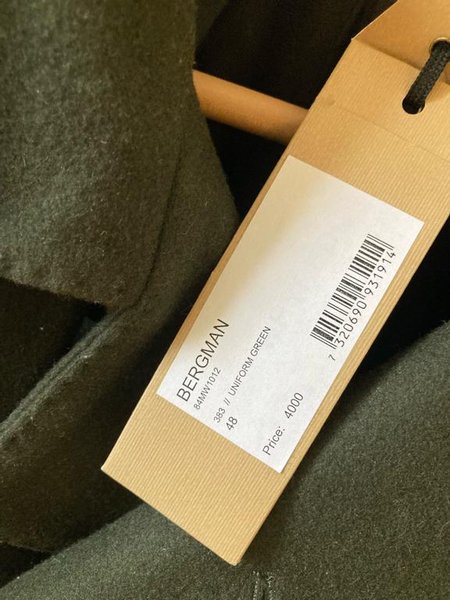 BERGMAN
84MW1012
383 // UNIFORM GREEN
48
Price: 4000
7 320690 931914